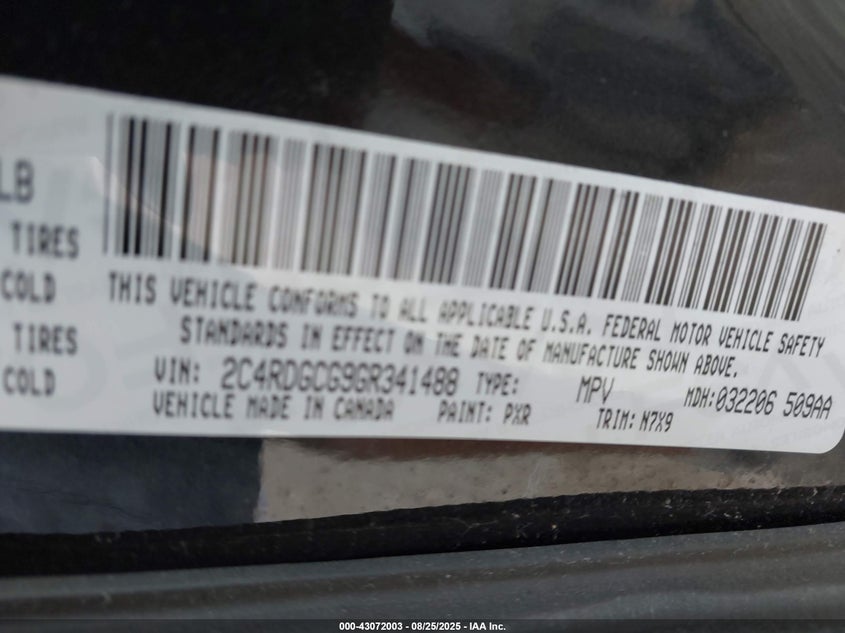 LB
TIRES
COLD
TIRES
COLD
THIS VEHICLE CONFORMS TO ALL APPLICABLE U.S.A. FEDERAL MOTOR VEHICLE SAFETY
STANDARDS IN EFFECT ON THE DATE OF MANUFACTURE SHOWN ABOVE.
VIN: 2C4RDGCG9GR341488 TYPE: MPV MDH:032206 509AA
VEHICLE MADE IN CANADA PAINT: PXR TRIM: N7X9
000-43072003 - 08/25/2025 - IAA Inc.